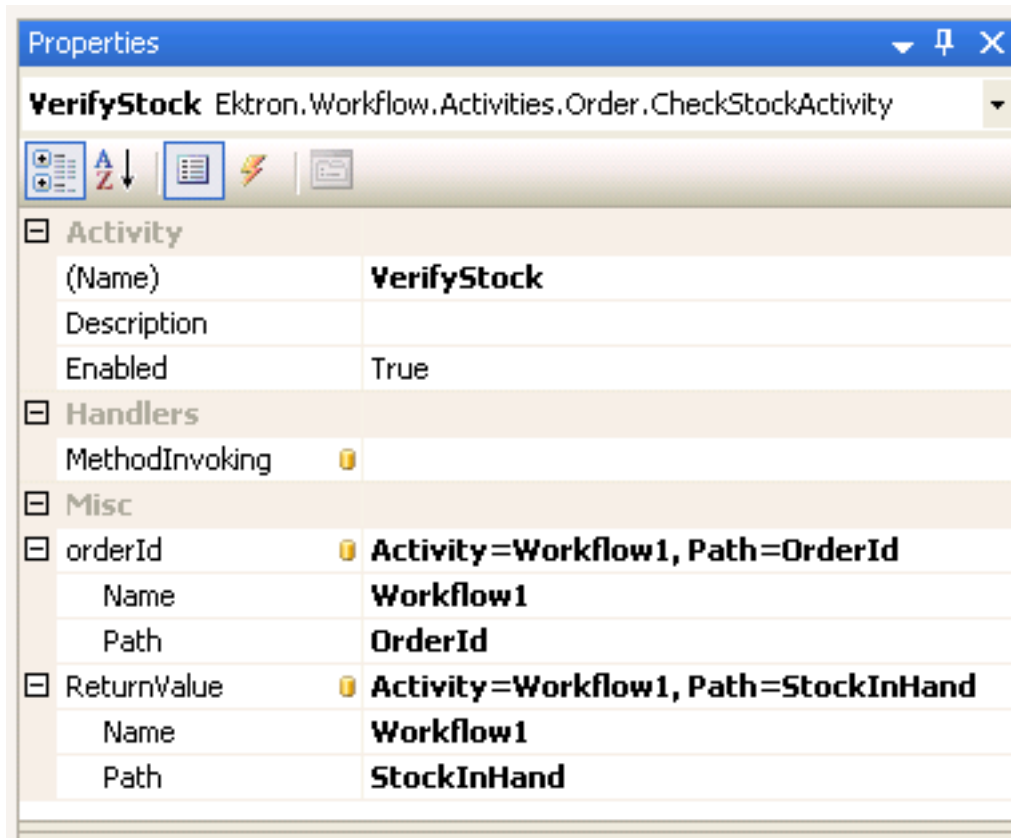 Properties
VerifyStock Ektron.Workflow.Activities.Order.CheckStockActivity
Activity
(Name) VerifyStock
Description
Enabled True
Handlers
MethodInvoking
Misc
orderId Activity=Workflow1, Path=OrderId
Name Workflow1
Path OrderId
ReturnValue Activity=Workflow1, Path=StockInHand
Name Workflow1
Path StockInHand